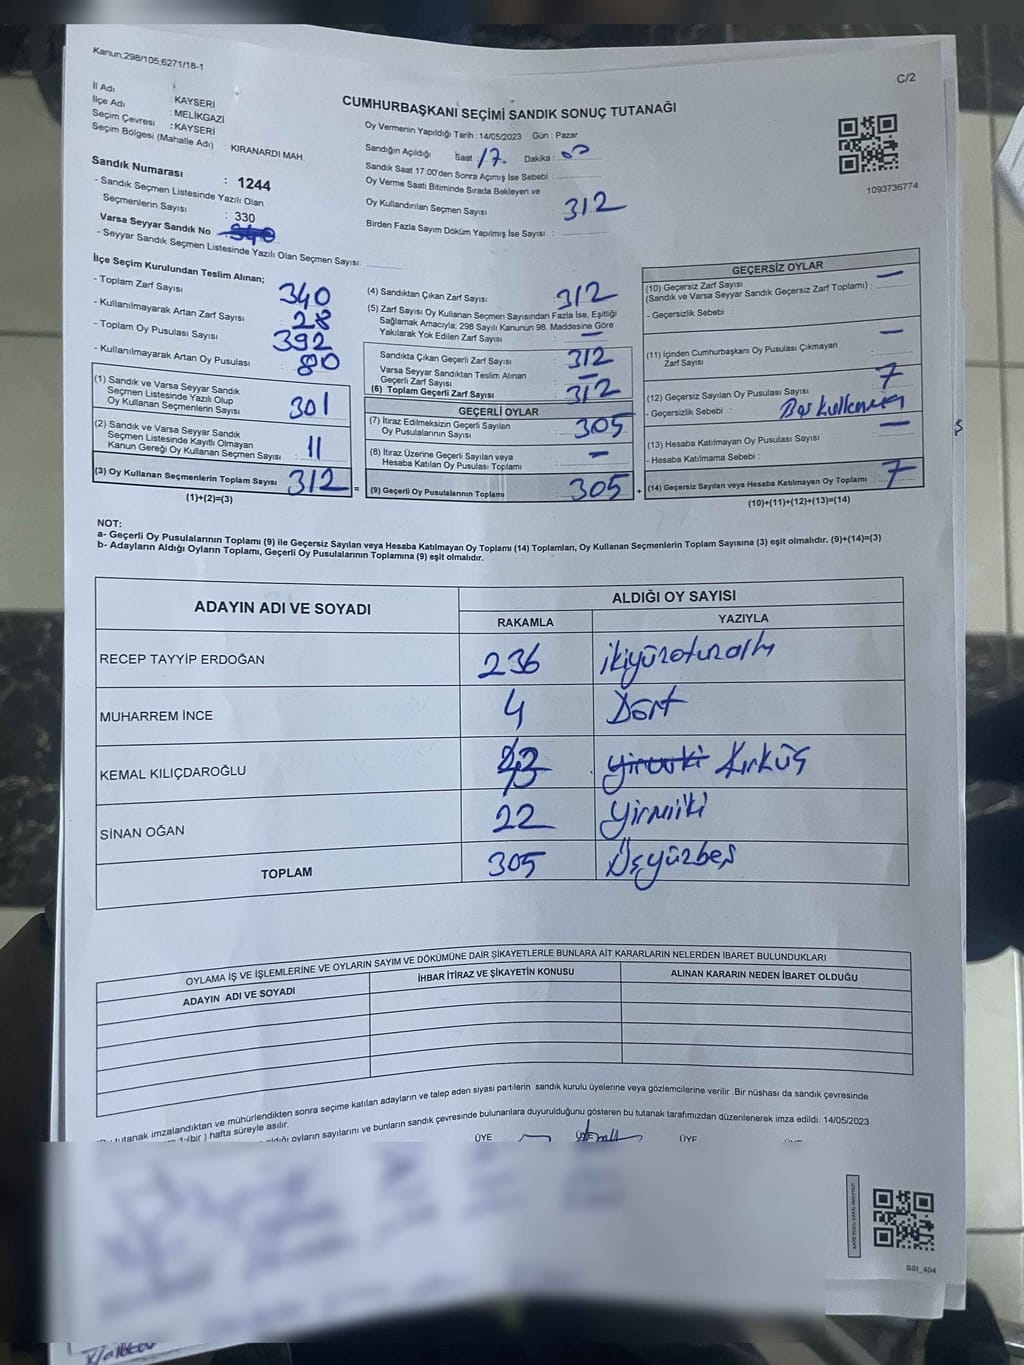 Kanun;298/105;6271/18-1
C/2
İl Adı : KAYSERİ
İlçe Adı : MELİKGAZİ
Seçim Çevresi : KAYSERİ
Seçim Bölgesi (Mahalle Adı) : KIRANARDI MAH.
CUMHURBAŞKANI SEÇİMİ SANDIK SONUÇ TUTANAĞI
Oy Vermenin Yapıldığı Tarih : 14/05/2023 Gün : Pazar
Sandığın Açıldığı Saat 17. Dakika : 00
Sandık Saat 17:00'den Sonra Açımış İse Sebebi :
Oy Verme Saati Bitiminde Sırada Bekleyen ve
Oy Kullandırılan Seçmen Sayısı 312
Birden Fazla Sayım Döküm Yapılmış İse Sayısı :
1093736774
Sandık Numarası : 1244
- Sandık Seçmen Listesinde Yazılı Olan
Seçmenlerin Sayısı : 330
Varsa Seyyar Sandık No : 340
- Seyyar Sandık Seçmen Listesinde Yazılı Olan Seçmen Sayısı:
İlçe Seçim Kurulundan Teslim Alınan;
- Toplam Zarf Sayısı 340
- Kullanılmayarak Artan Zarf Sayısı 28
- Toplam Oy Pusulası Sayısı 392
- Kullanılmayarak Artan Oy Pusulası 80
(1) Sandık ve Varsa Seyyar Sandık
Seçmen Listesinde Yazılı Olup
Oy Kullanan Seçmenlerin Sayısı 301
(2) Sandık ve Varsa Seyyar Sandık
Seçmen Listesinde Kayıtlı Olmayan
Kanun Gereği Oy Kullanan Seçmen Sayısı : 11
(3) Oy Kullanan Seçmenlerin Toplam Sayısı 312 =
(1)+(2)=(3)
(4) Sandıktan Çıkan Zarf Sayısı 312
(5) Zarf Sayısı Oy Kullanan Seçmen Sayısından Fazla İse, Eşitliği
Sağlamak Amacıyla; 298 Sayılı Kanunun 98. Maddesine Göre
Yakılarak Yok Edilen Zarf Sayısı : —
Sandıkta Çıkan Geçerli Zarf Sayısı 312
Varsa Seyyar Sandıktan Teslim Alınan
Geçerli Zarf Sayısı —
(6) Toplam Geçerli Zarf Sayısı 312
GEÇERLİ OYLAR
(7) İtiraz Edilmeksizin Geçerli Sayılan
Oy Pusulalarının Sayısı 305
(8) İtiraz Üzerine Geçerli Sayılan veya
Hesaba Katılan Oy Pusulası Toplamı —
(9) Geçerli Oy Pusulalarının Toplamı 305 +
GEÇERSİZ OYLAR
(10) Geçersiz Zarf Sayısı
(Sandık ve Varsa Seyyar Sandık Geçersiz Zarf Toplamı) : —
- Geçersizlik Sebebi :
(11) İçinden Cumhurbaşkanı Oy Pusulası Çıkmayan
Zarf Sayısı —
(12) Geçersiz Sayılan Oy Pusulası Sayısı 7
- Geçersizlik Sebebi :
(13) Hesaba Katılmayan Oy Pusulası Sayısı —
- Hesaba Katılmama Sebebi :
(14) Geçersiz Sayılan veya Hesaba Katılmayan Oy Toplamı 7
(10)+(11)+(12)+(13)=(14)
NOT:
a- Geçerli Oy Pusulalarının Toplamı (9) ile Geçersiz Sayılan veya Hesaba Katılmayan Oy Toplamı (14) Toplamları, Oy Kullanan Seçmenlerin Toplam Sayısına (3) eşit olmalıdır. (9)+(14)=(3)
b- Adayların Aldığı Oyların Toplamı, Geçerli Oy Pusulalarının Toplamına (9) eşit olmalıdır.
ADAYIN ADI VE SOYADI
ALDIĞI OY SAYISI
RAKAMLA YAZIYLA
RECEP TAYYİP ERDOĞAN 236 ikiyüzotuzaltı
MUHARREM İNCE 4 Dört
KEMAL KILIÇDAROĞLU 43 yirmiiki Kırküç
SİNAN OĞAN 22 yirmiiki
TOPLAM 305 Üçyüzbeş
OYLAMA İŞ VE İŞLEMLERİNE VE OYLARIN SAYIM VE DÖKÜMÜNE DAİR ŞİKAYETLERLE BUNLARA AİT KARARLARIN NELERDEN İBARET BULUNDUKLARI
ADAYIN ADI VE SOYADI İHBAR İTİRAZ VE ŞİKAYETİN KONUSU ALINAN KARARIN NEDEN İBARET OLDUĞU
tutanak imzalandıktan ve mühürlendikten sonra seçime katılan adayların ve talep eden siyasi partilerin sandık kurulu üyelerine veya gözlemcilerine verilir .Bir nüshası da sandık çevresinde
1-(bir ) hafta süreyle asılır.
oyların sayılarını ve bunların sandık çevresinde bulunanlara duyurulduğunu gösteren bu tutanak tarafımızdan düzenlenerek imza edildi. 14/05/2023
ÜYE ÜYE
BSI_404